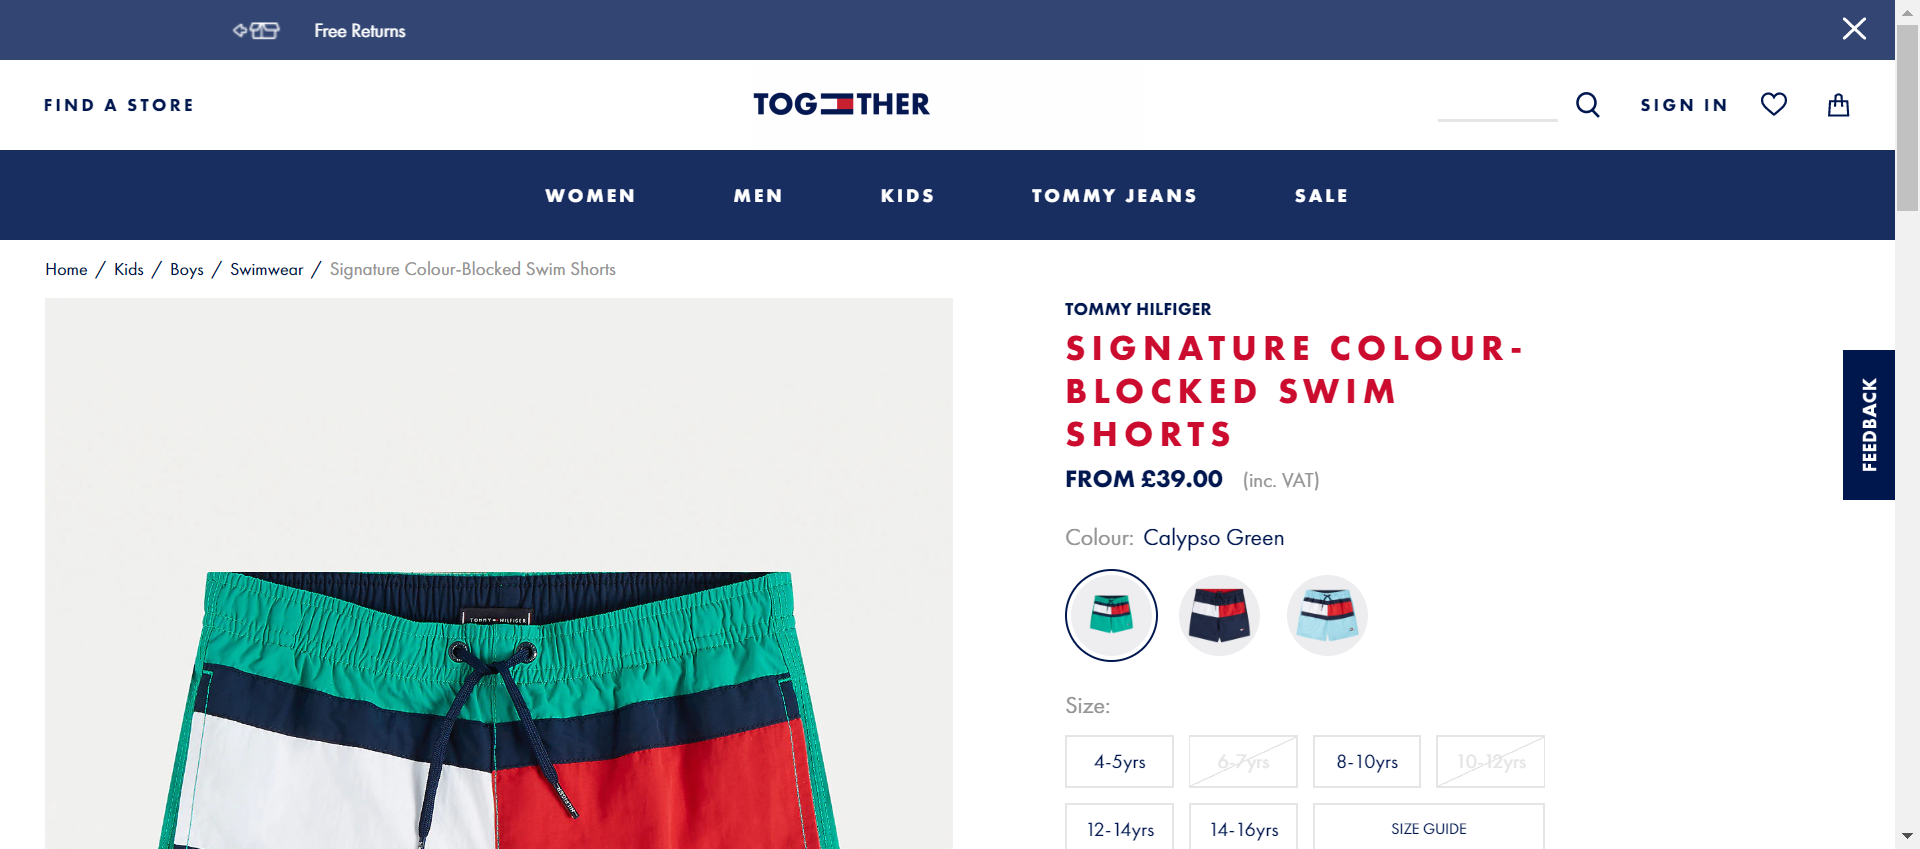 Free Returns
FIND A STORE
TOGETHER
SIGN IN
WOMEN
MEN
KIDS
TOMMY JEANS
SALE
Home / Kids / Boys / Swimwear / Signature Colour-Blocked Swim Shorts
TOMMY HILFIGER
SIGNATURE COLOUR-
BLOCKED SWIM
SHORTS
FROM £39.00 (inc. VAT)
Colour: Calypso Green
Size:
4-5yrs
6-7yrs
8-10yrs
10-12yrs
12-14yrs
14-16yrs
SIZE GUIDE
FEEDBACK
TOMMY HILFIGER
HILFIGER